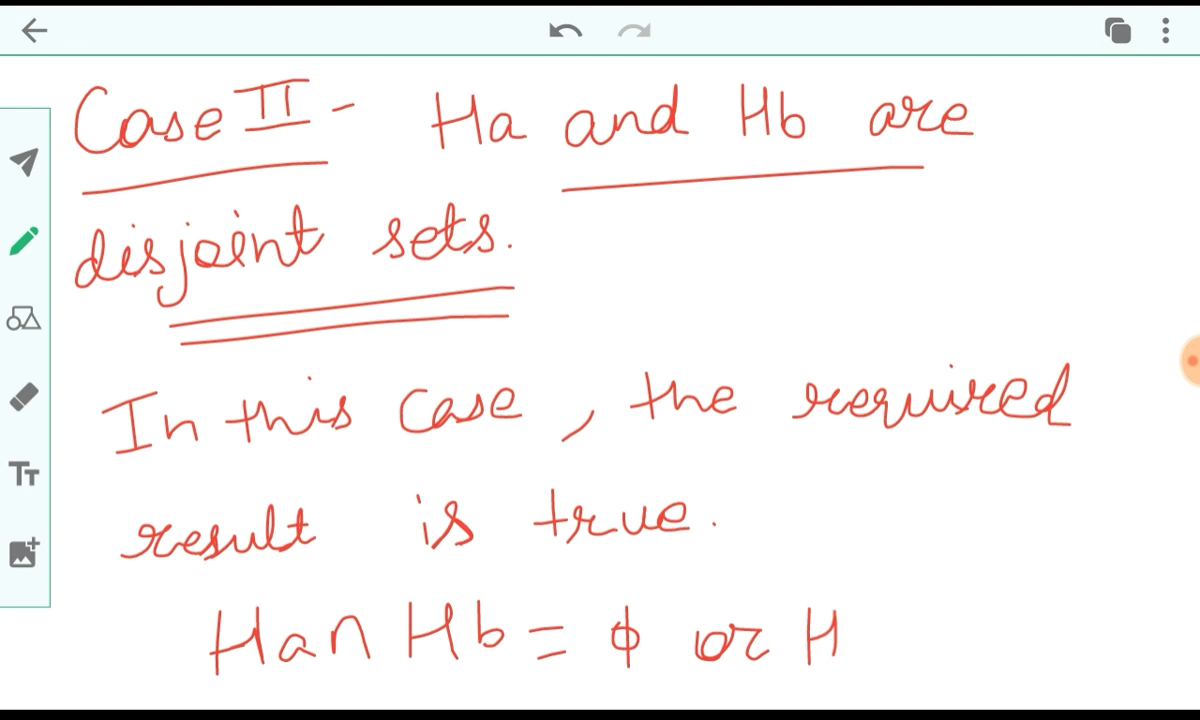 Case II - Ha and Hb are
disjoint sets.
In this case, the required
result is true.
Ha ∩ Hb = ϕ or H
TT